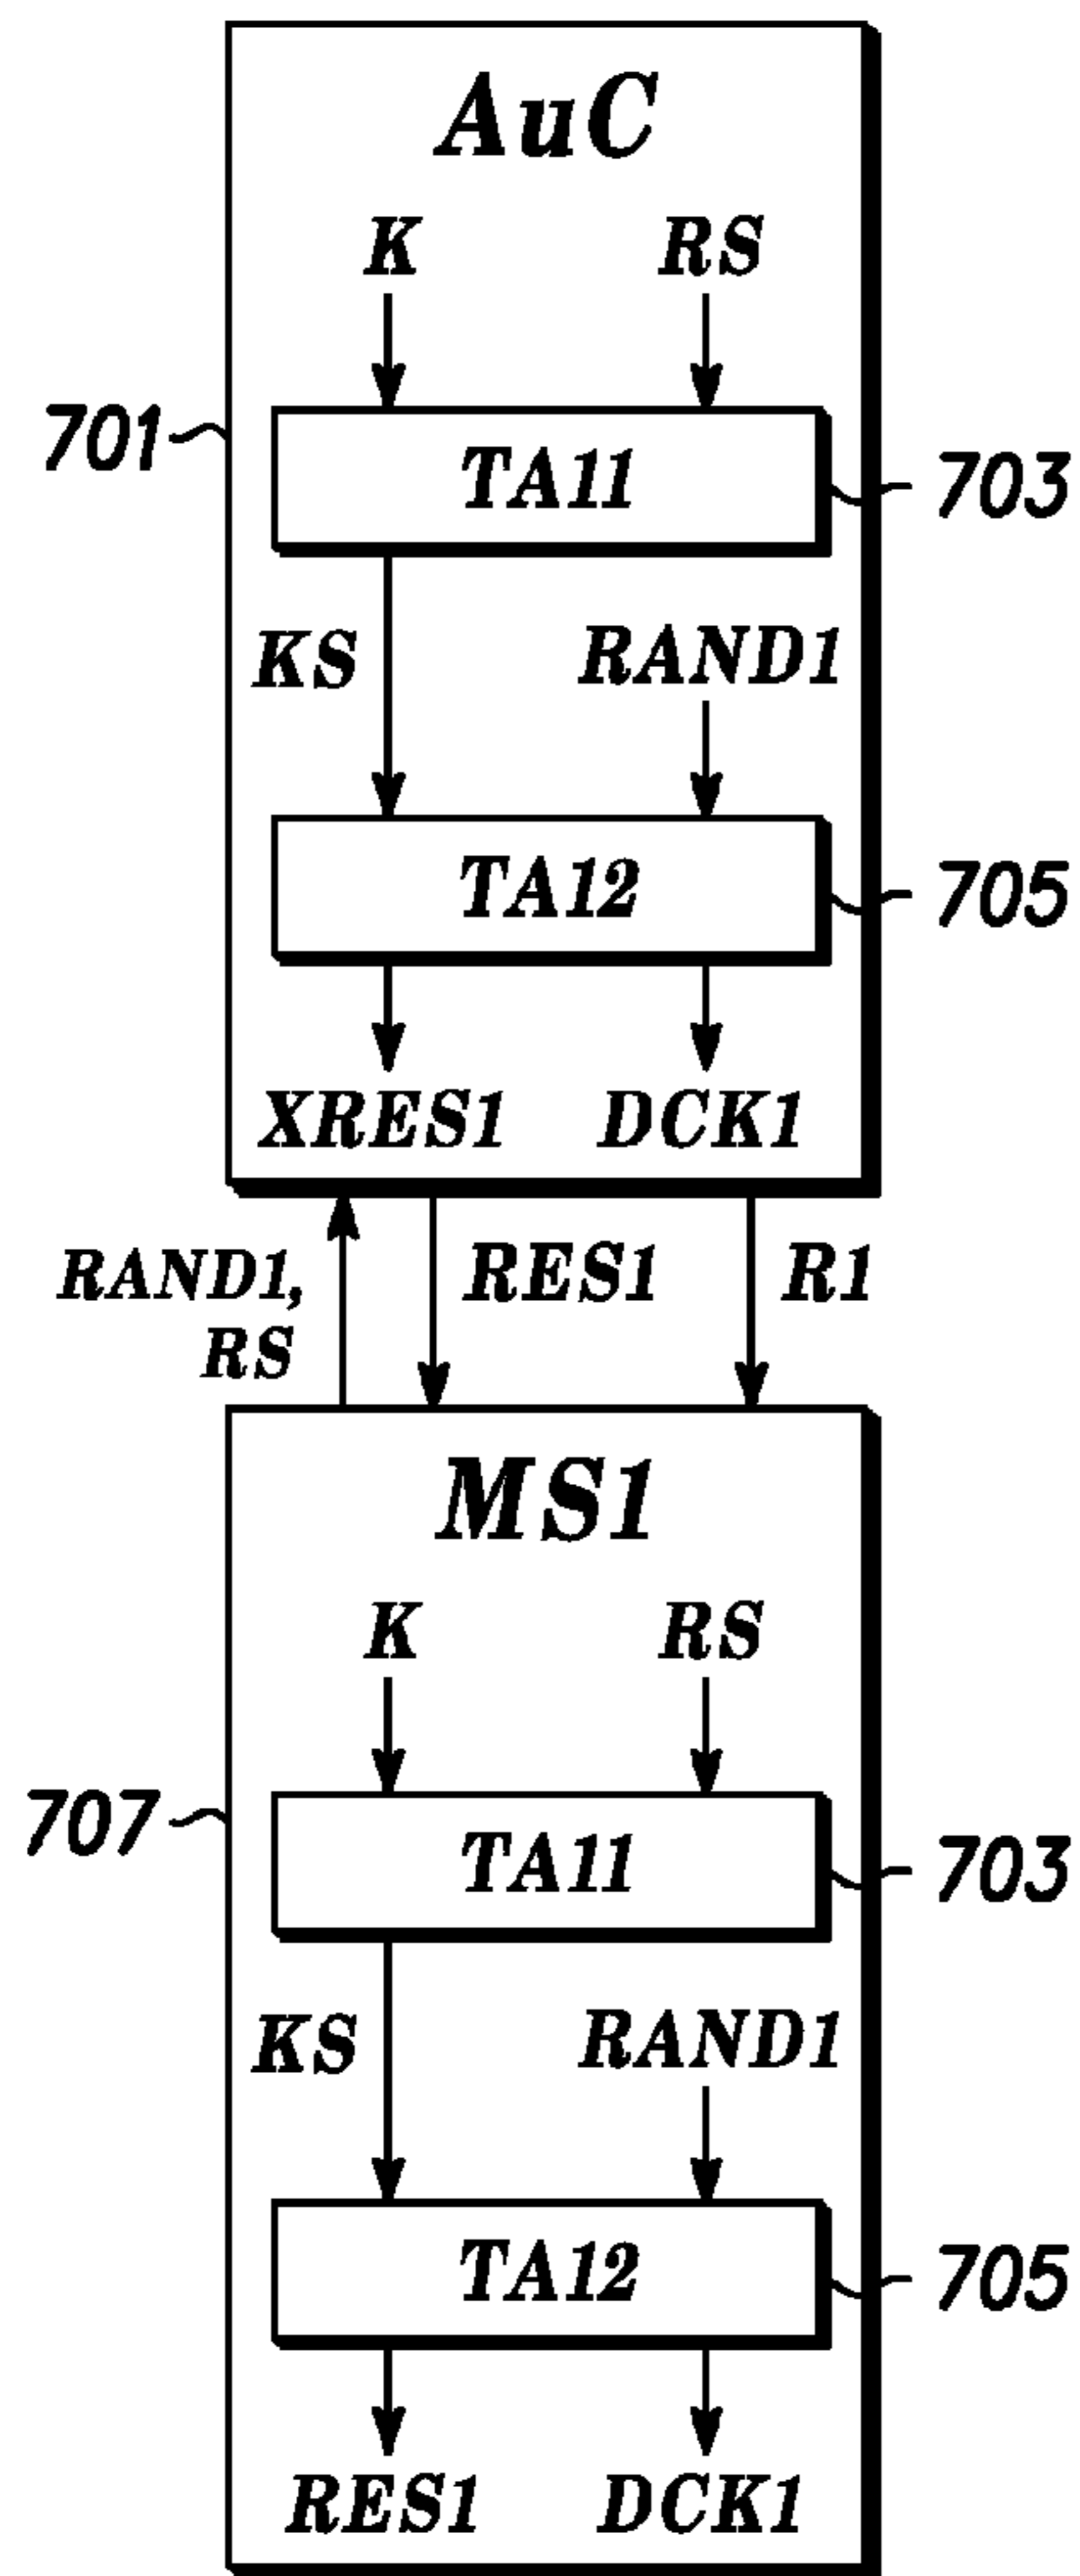 AuC
K RS
701
TA11
703
KS RAND1
TA12
705
XRES1 DCK1
RAND1,
RS
RES1
R1
MS1
K RS
707
TA11
703
KS RAND1
TA12
705
RES1 DCK1